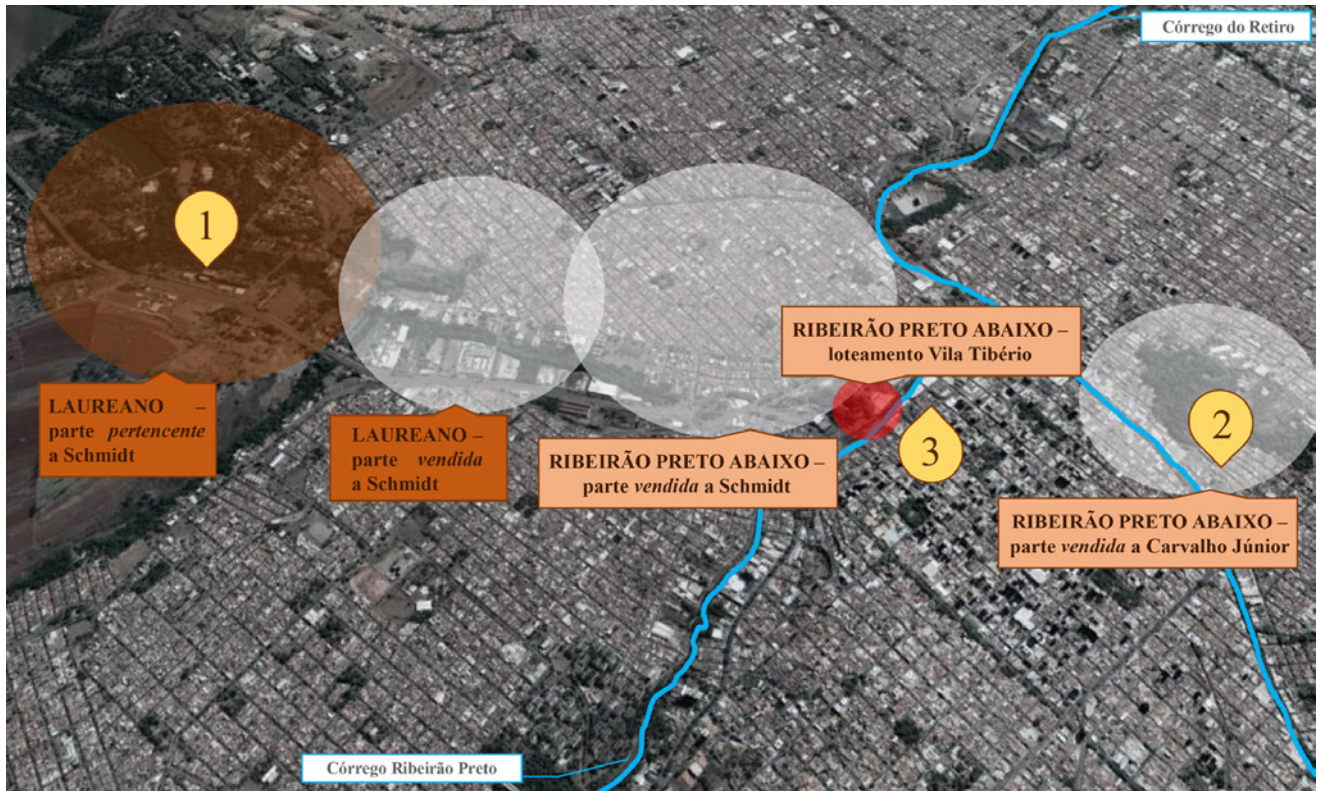 Córrego do Retiro
1
RIBEIRÃO PRETO ABAIXO –
loteamento Vila Tibério
LAUREANO –
parte pertencente
a Schmidt
LAUREANO –
parte vendida
a Schmidt
RIBEIRÃO PRETO ABAIXO –
parte vendida a Schmidt
3
2
RIBEIRÃO PRETO ABAIXO –
parte vendida a Carvalho Júnior
Córrego Ribeirão Preto